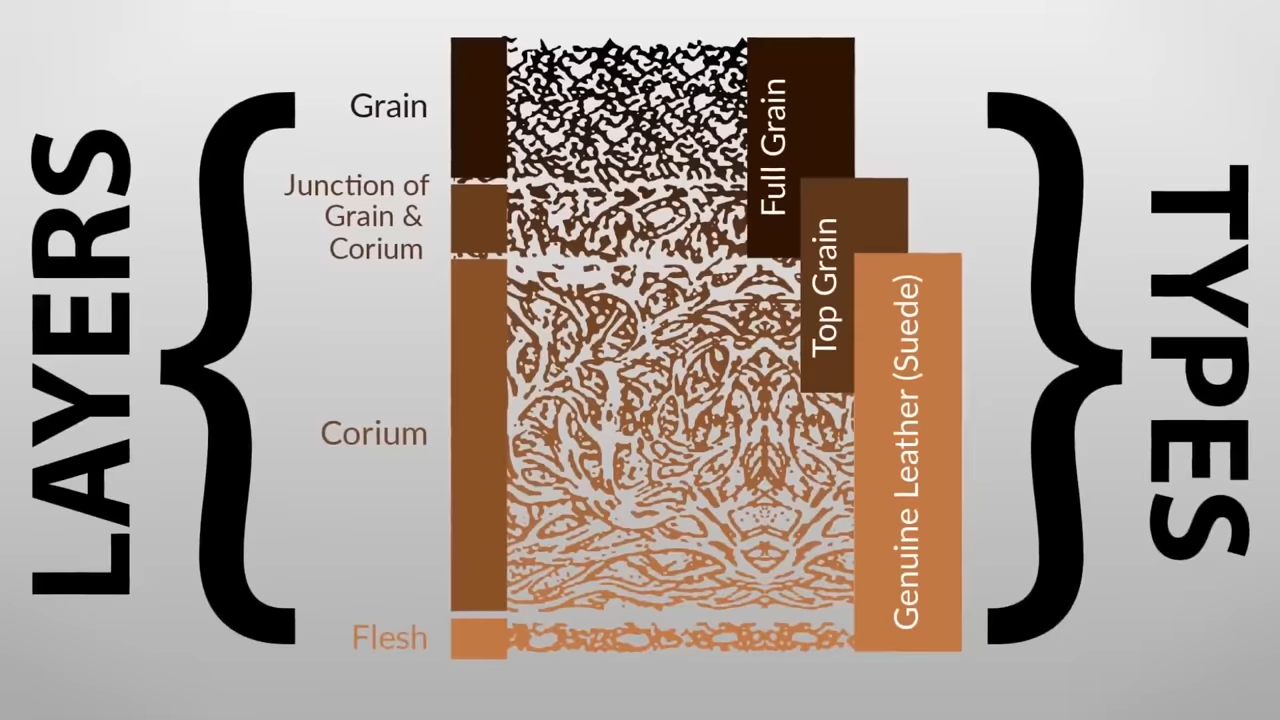 LAYERS
Grain
Junction of
Grain &
Corium
Corium
Flesh
Full Grain
Top Grain
Genuine Leather (Suede)
TYPES